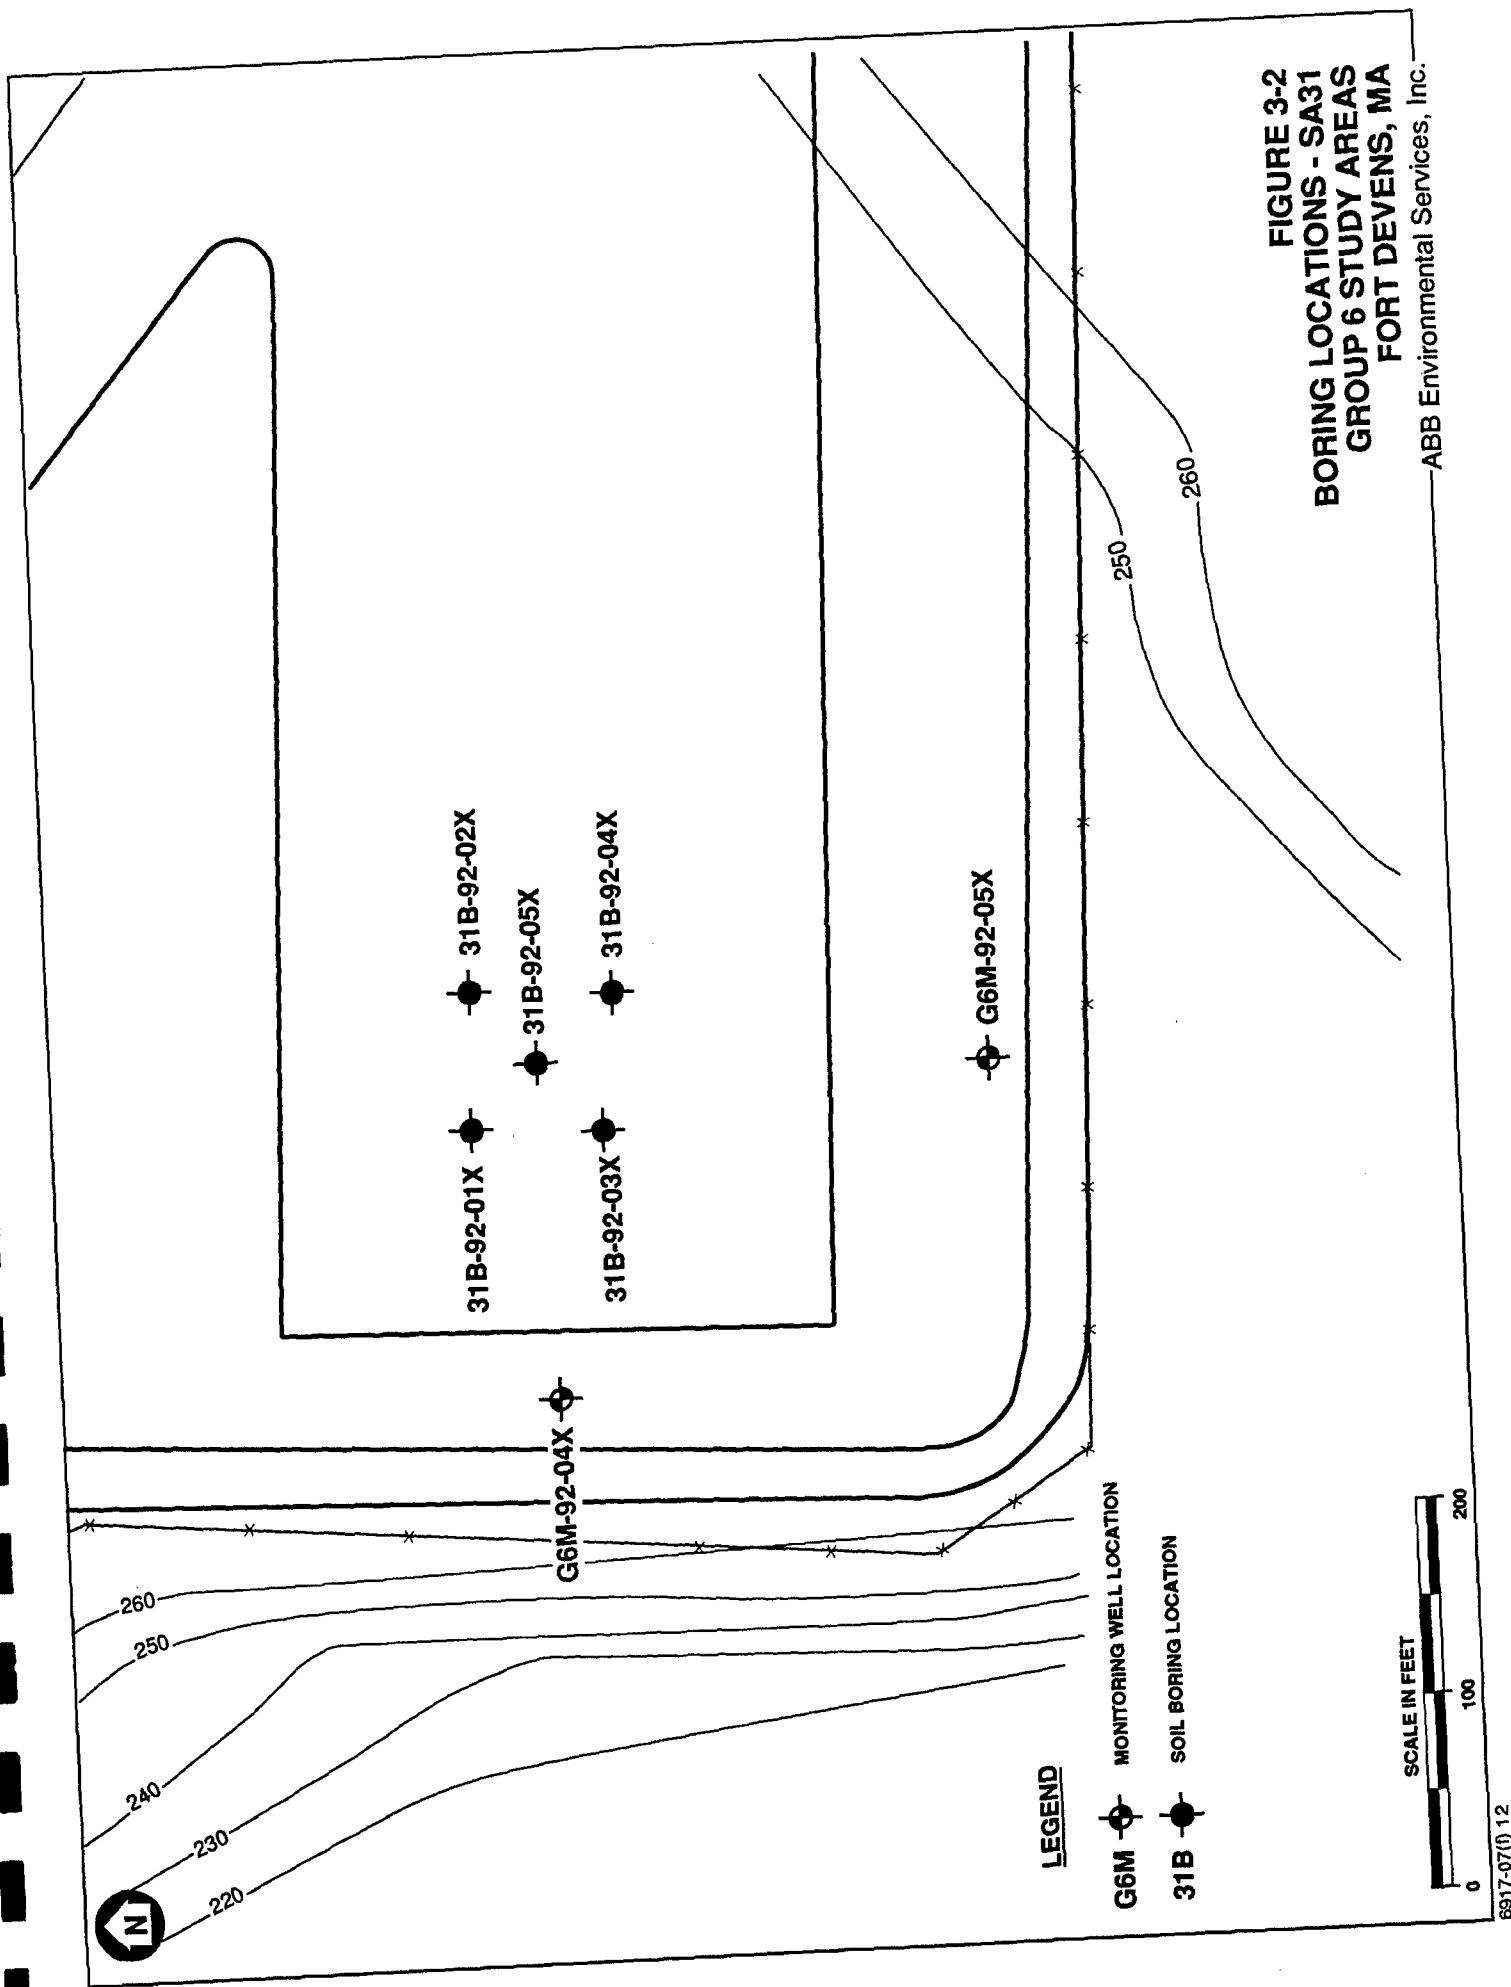 N
260
250
240
230
220
31B-92-01X
31B-92-02X
31B-92-05X
31B-92-03X
31B-92-04X
G6M-92-04X
G6M-92-05X
250
260
LEGEND
G6M MONITORING WELL LOCATION
31B SOIL BORING LOCATION
SCALE IN FEET
0 100 200
FIGURE 3-2
BORING LOCATIONS - SA31
GROUP 6 STUDY AREAS
FORT DEVENS, MA
ABB Environmental Services, Inc.
6917-07(f) 12